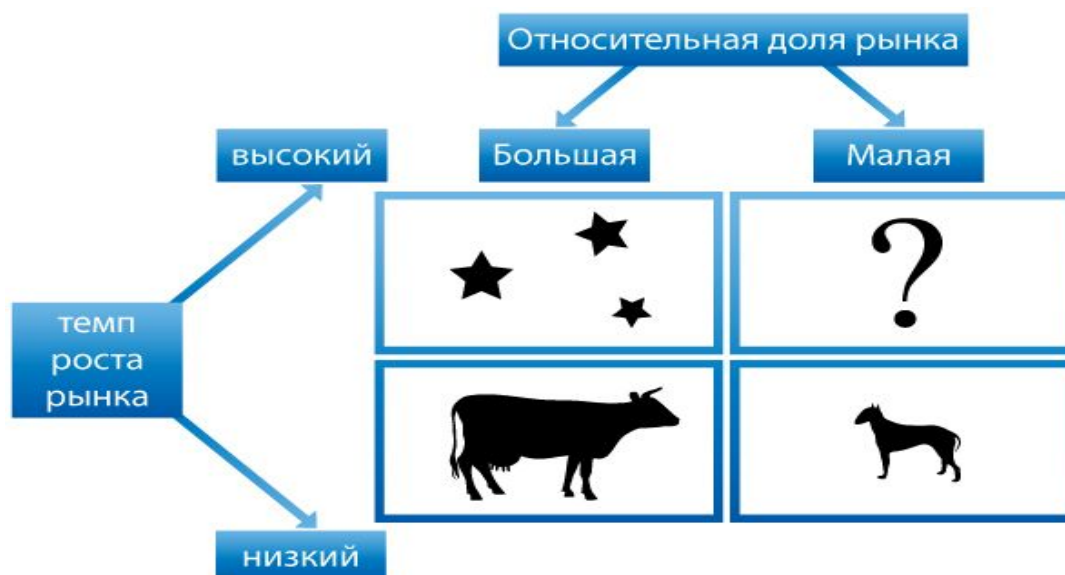 Относительная доля рынка
высокий
Большая
Малая
?
темп
роста
рынка
низкий